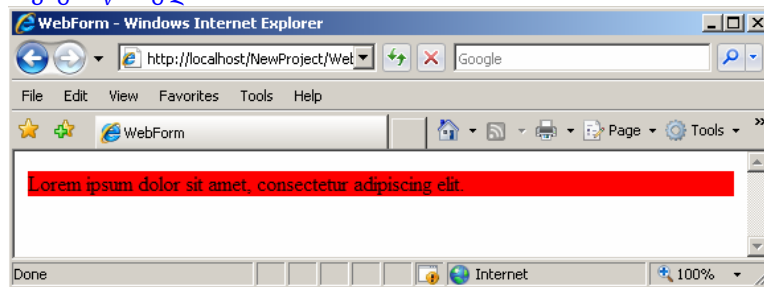 WebForm - Windows Internet Explorer
http://localhost/NewProject/Wet
Google
File Edit View Favorites Tools Help
WebForm
Page Tools »
Lorem ipsum dolor sit amet, consectetur adipiscing elit.
Done
Internet
100%